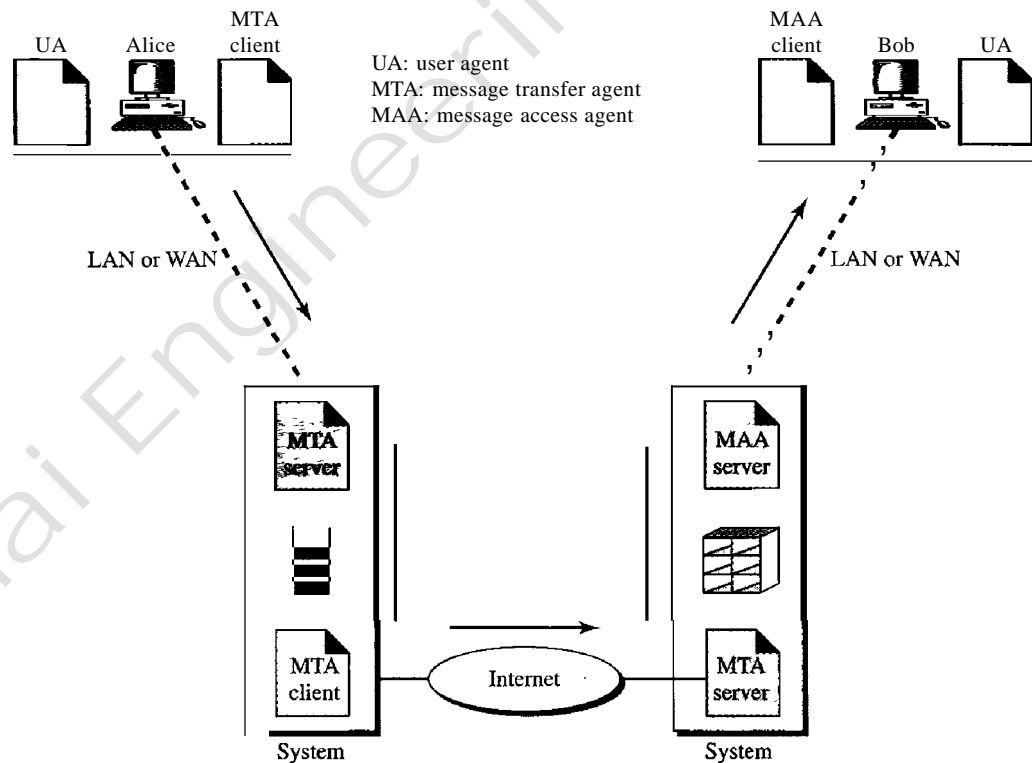 MTA
UA Alice client
UA: user agent
MTA: message transfer agent
MAA: message access agent
MAA
client Bob UA
LAN or WAN
LAN or WAN
MTA
server
MAA
server
MTA
client
Internet
MTA
server
System
System